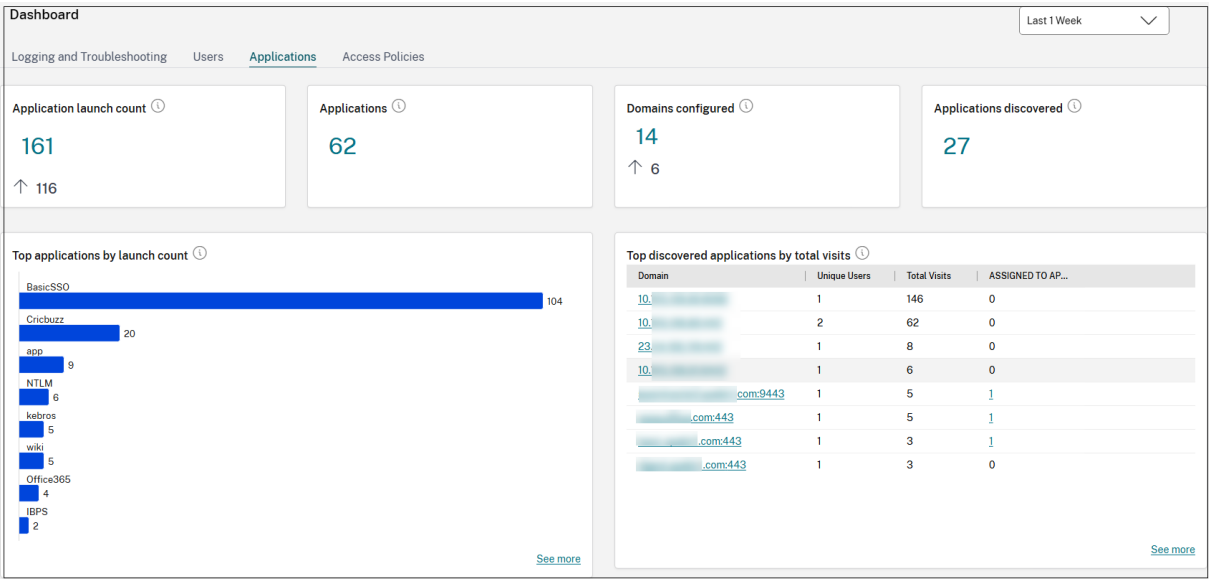 Dashboard
Last 1 Week
Logging and Troubleshooting Users Applications Access Policies
Application launch count
161
116
Applications
62
Domains configured
14
6
Applications discovered
27
Top applications by launch count
BasicSSO
104
Cricbuzz
20
app
9
NTLM
6
kebros
5
wiki
5
Office365
4
IBPS
2
See more
Top discovered applications by total visits
Domain Unique Users Total Visits ASSIGNED TO AP...
10. 1 146 0
10. 2 62 0
23. 1 8 0
10. 1 6 0
com:9443 1 5 1
.com:443 1 5 1
.com:443 1 3 1
.com:443 1 3 0
See more